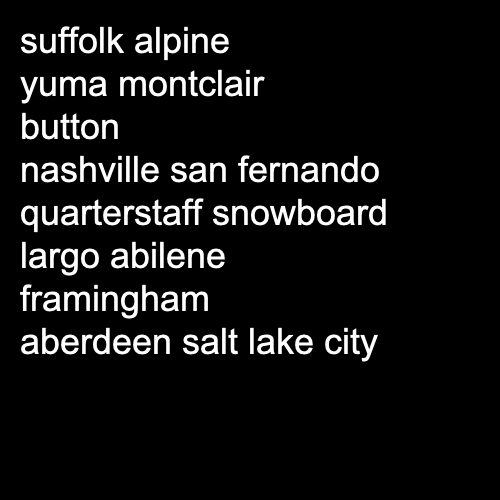 suffolk alpine
yuma montclair
button
nashville san fernando
quarterstaff snowboard
largo abilene
framingham
aberdeen salt lake city